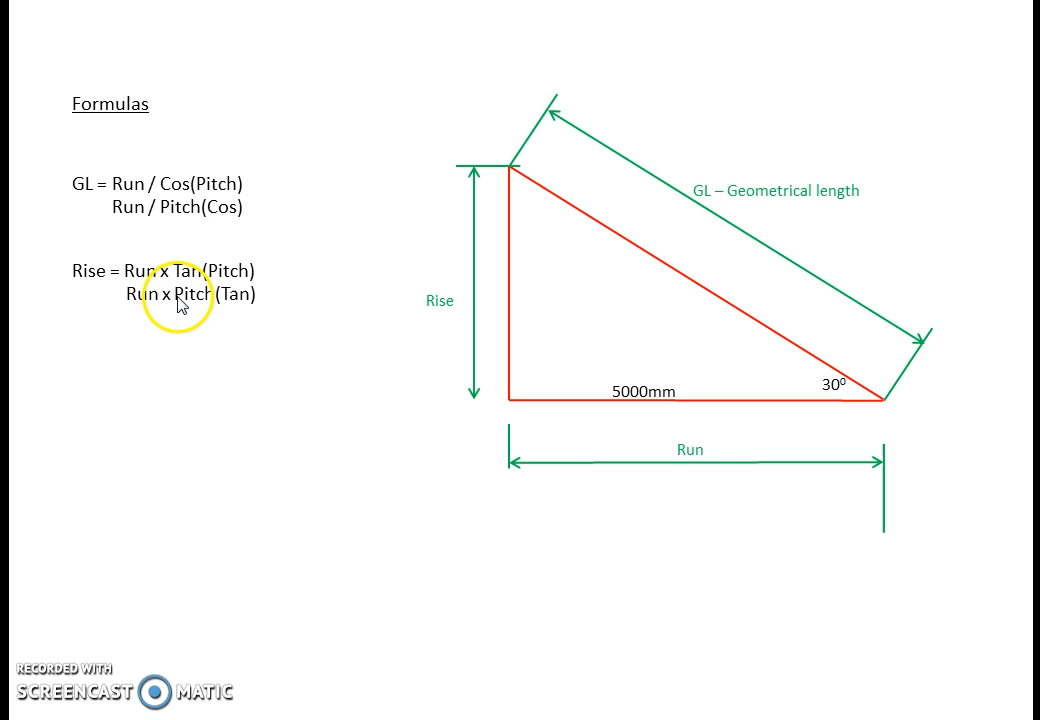 Formulas
GL = Run / Cos(Pitch)
Run / Pitch(Cos)
Rise = Run x Tan(Pitch)
Run x Pitch(Tan)
GL – Geometrical length
Rise
30⁰
5000mm
Run
RECORDED WITH
SCREENCAST MATIC